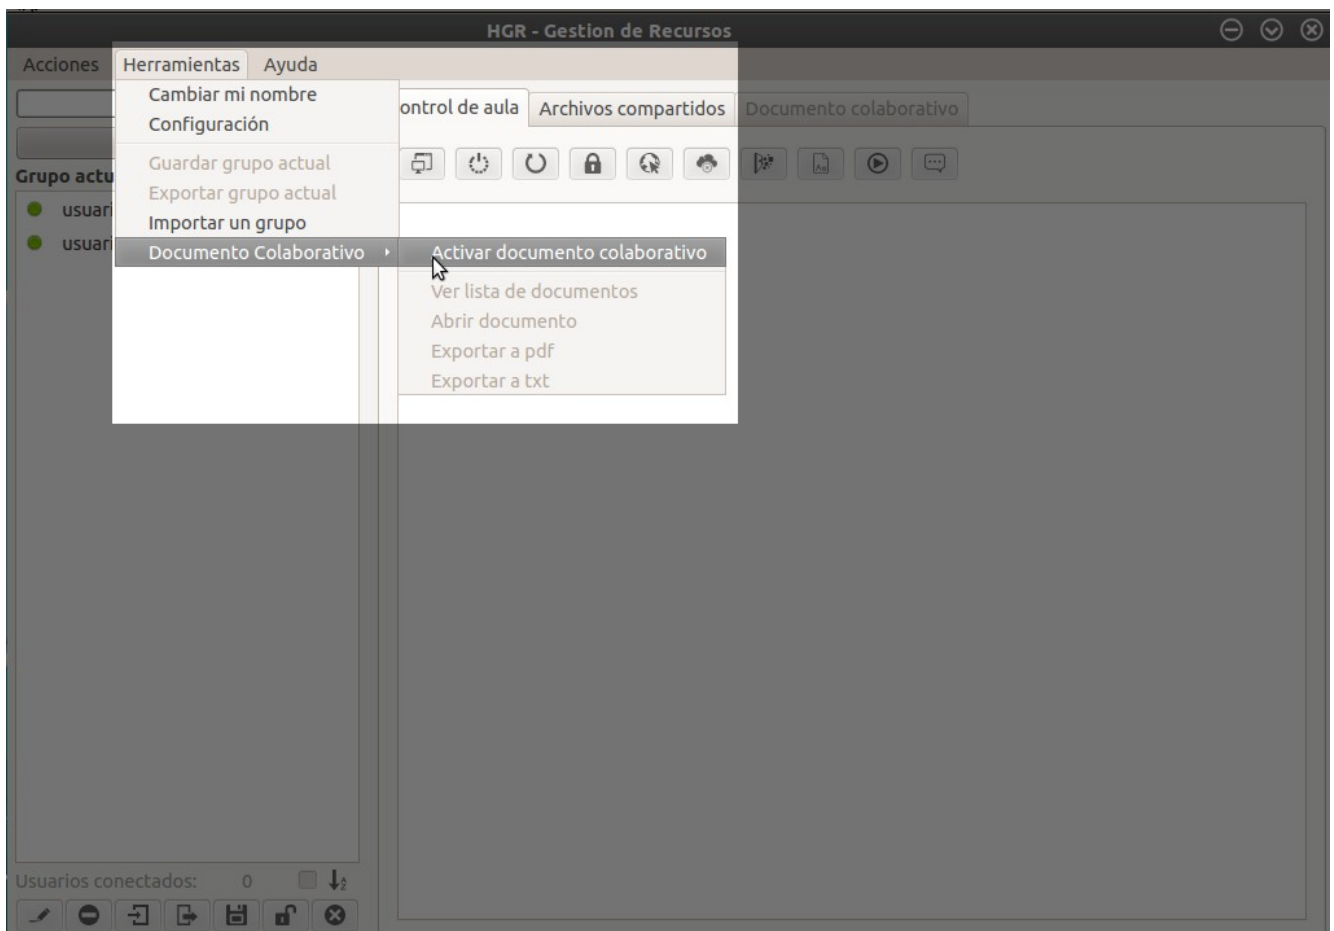 HGR - Gestion de Recursos
Acciones Herramientas Ayuda
Cambiar mi nombre
Configuración
Guardar grupo actual
Exportar grupo actual
Importar un grupo
Documento Colaborativo
Activar documento colaborativo
Ver lista de documentos
Abrir documento
Exportar a pdf
Exportar a txt
ontrol de aula Archivos compartidos Documento colaborativo
Grupo actu
usuari
usuari
Usuarios conectados: 0